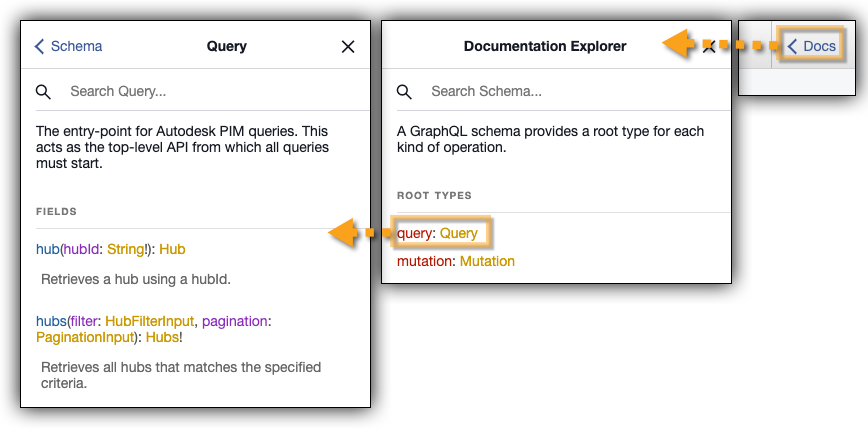 Schema
Query
Search Query...
The entry-point for Autodesk PIM queries. This
acts as the top-level API from which all queries
must start.
FIELDS
hub(hubId: String!): Hub
Retrieves a hub using a hubId.
hubs(filter: HubFilterInput, pagination:
PaginationInput): Hubs!
Retrieves all hubs that matches the specified
criteria.
Documentation Explorer
Search Schema...
A GraphQL schema provides a root type for each
kind of operation.
ROOT TYPES
query: Query
mutation: Mutation
Docs